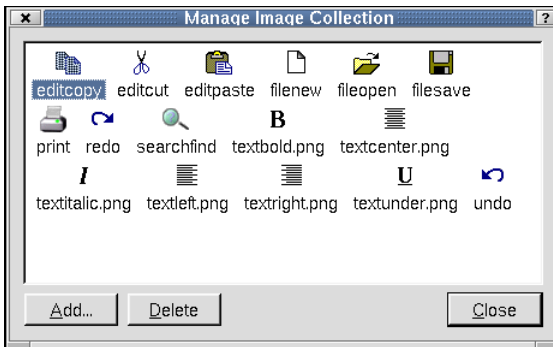 Manage Image Collection ?
editcopy editcut editpaste filenew fileopen filesave
B
print redo searchfind textbold.png textcenter.png
I U
textitalic.png textleft.png textright.png textunder.png undo
Add... Delete Close